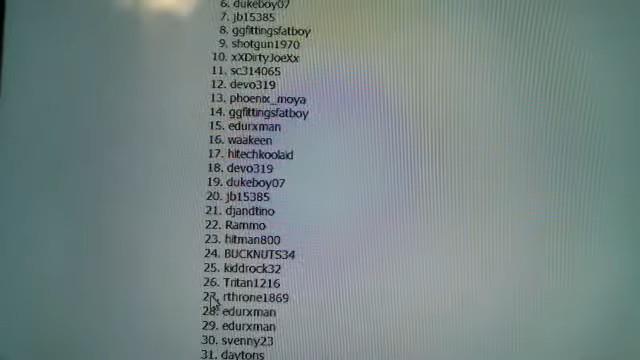 6. dukeboy07
7. jb15385
8. ggfittingsfatboy
9. shotgun1970
10. xXDirtyJoeXx
11. sc314065
12. devo319
13. phoenix_moya
14. ggfittingsfatboy
15. edurxman
16. waakeen
17. hitechkoolaid
18. devo319
19. dukeboy07
20. jb15385
21. djandtino
22. Rammo
23. hitman800
24. BUCKNUTS34
25. kiddrock32
26. Tritan1216
27. rthrone1869
28. edurxman
29. edurxman
30. svenny23
31. daytons